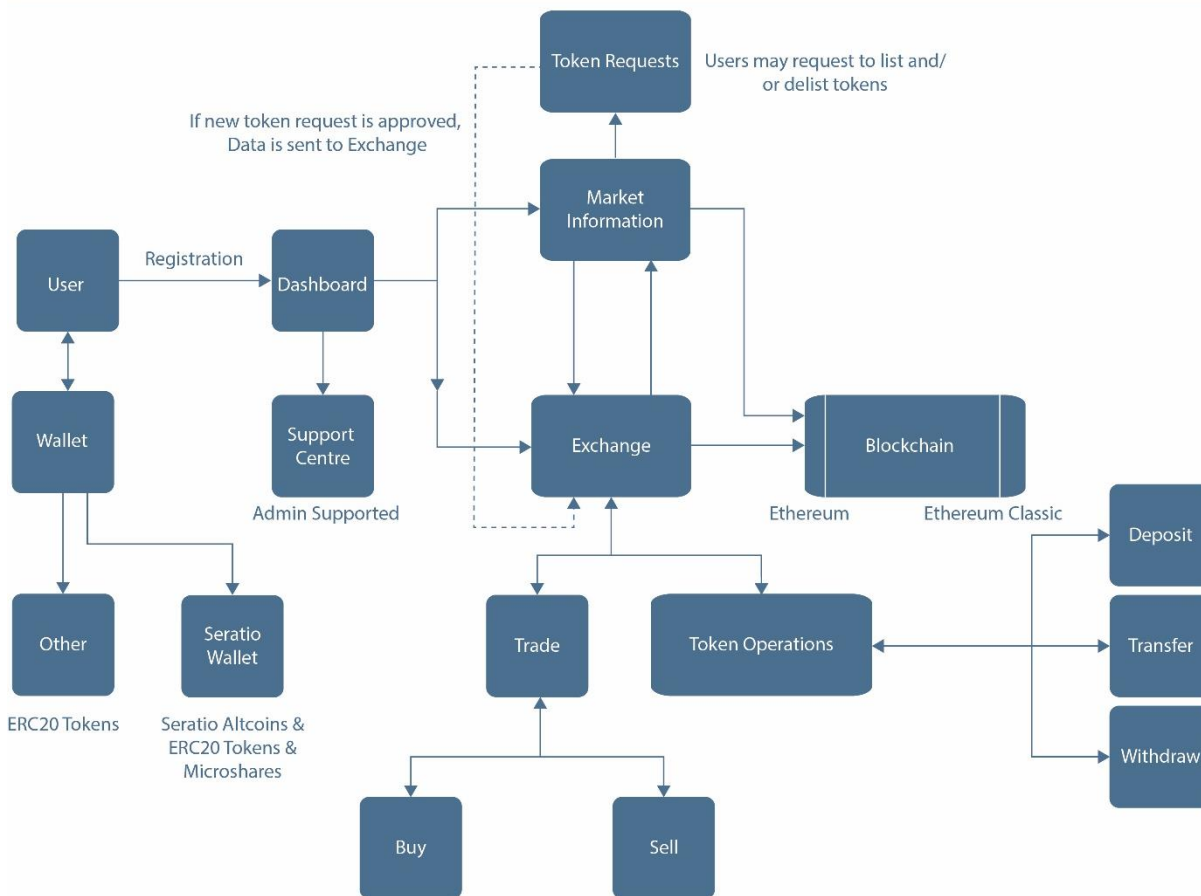 Token Requests
Users may request to list and/
or delist tokens
If new token request is approved,
Data is sent to Exchange
Market
Information
User
Registration
Dashboard
Wallet
Support
Centre
Admin Supported
Exchange
Blockchain
Ethereum
Ethereum Classic
Deposit
Other
Seratio
Wallet
Trade
Token Operations
Transfer
ERC20 Tokens
Seratio Altcoins &
ERC20 Tokens &
Microshares
Withdraw
Buy
Sell